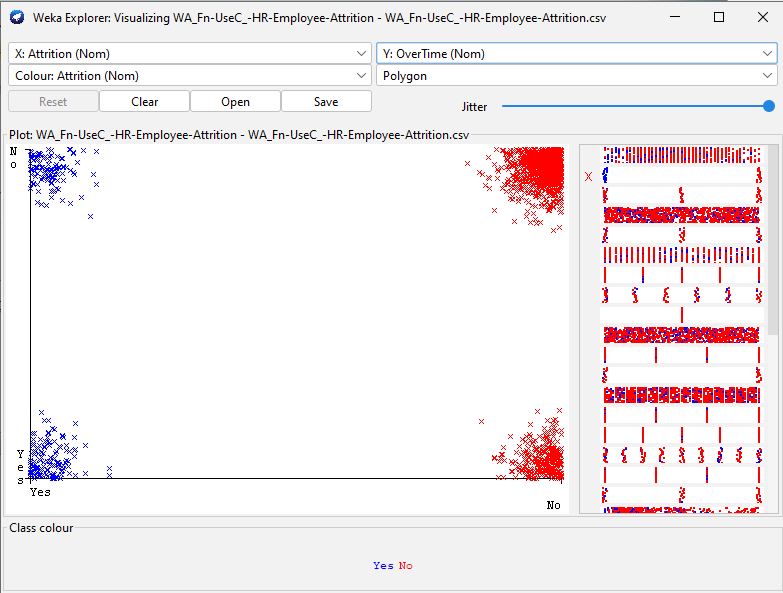 Weka Explorer: Visualizing WA_Fn-UseC_-HR-Employee-Attrition - WA_Fn-UseC_-HR-Employee-Attrition.csv
X: Attrition (Nom) Y: OverTime (Nom)
Colour: Attrition (Nom) Polygon
Reset Clear Open Save Jitter
Plot: WA_Fn-UseC_-HR-Employee-Attrition - WA_Fn-UseC_-HR-Employee-Attrition.csv
No
X
Yes
Yes
No
Class colour
Yes No